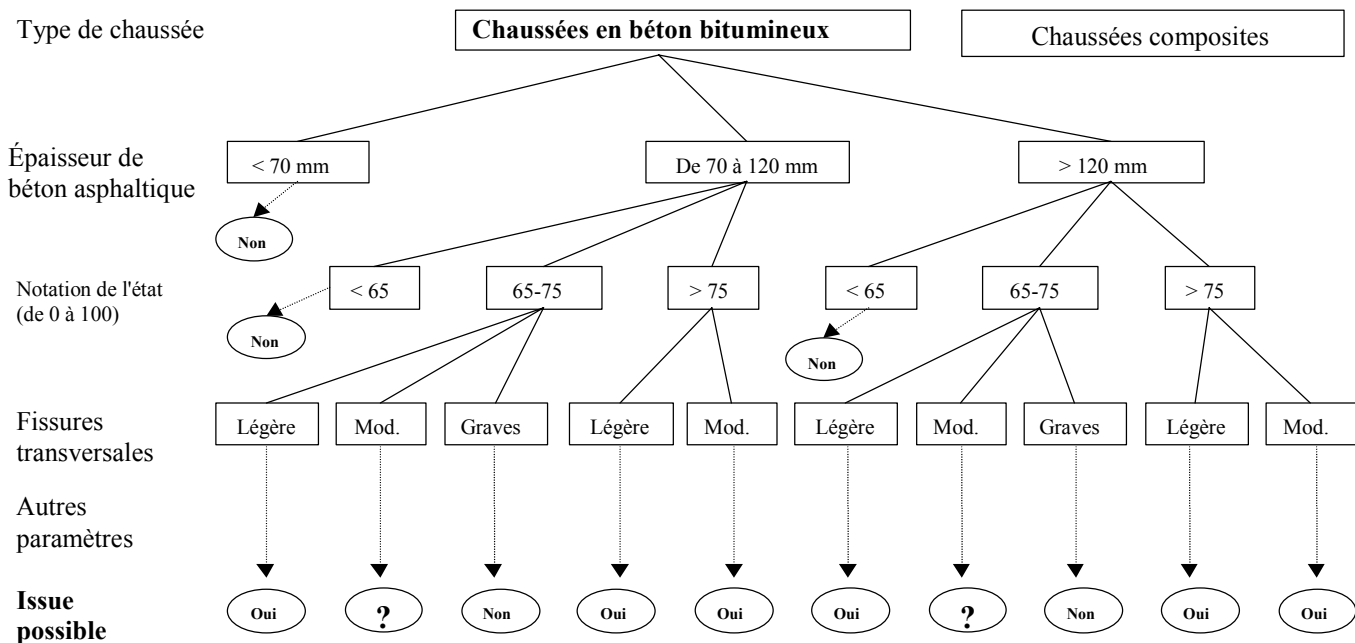 Type de chaussée
Chaussées en béton bitumineux
Chaussées composites
Épaisseur de
béton asphaltique
< 70 mm
De 70 à 120 mm
> 120 mm
Non
Notation de l'état
(de 0 à 100)
< 65
65-75
> 75
< 65
65-75
> 75
Non
Non
Fissures
transversales
Légère
Mod.
Graves
Légère
Mod.
Légère
Mod.
Graves
Légère
Mod.
Autres
paramètres
Issue
possible
Oui
?
Non
Oui
Oui
Oui
?
Non
Oui
Oui